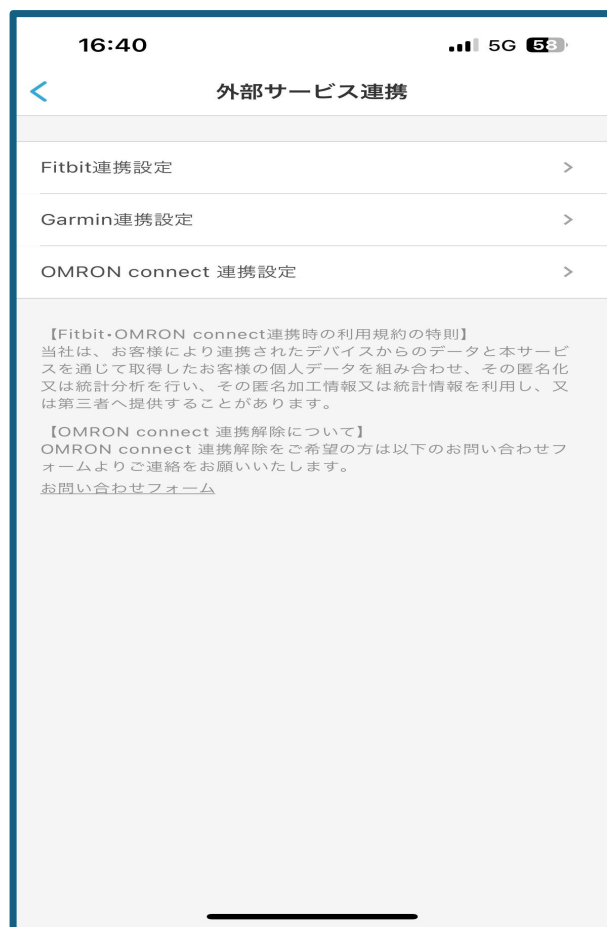 16:40
5G 58
外部サービス連携
Fitbit連携設定
Garmin連携設定
OMRON connect 連携設定
【Fitbit・OMRON connect連携時の利用規約の特則】
当社は、お客様により連携されたデバイスからのデータと本サービ
スを通じて取得したお客様の個人データを組み合わせ、その匿名化
又は統計分析を行い、その匿名加工情報又は統計情報を利用し、又
は第三者へ提供することがあります。
【OMRON connect 連携解除について】
OMRON connect 連携解除をご希望の方は以下のお問い合わせフ
ォームよりご連絡をお願いいたします。
お問い合わせフォーム